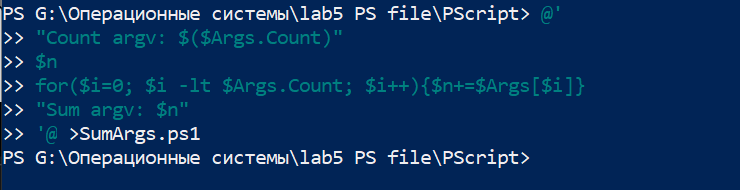 PS G:\Операционные системы\lab5 PS file\PScript> @'
>> "Count argv: $($Args.Count)"
>> $n
>> for($i=0; $i -lt $Args.Count; $i++){$n+=$Args[$i]}
>> "Sum argv: $n"
>> '@ >SumArgs.ps1
PS G:\Операционные системы\lab5 PS file\PScript>